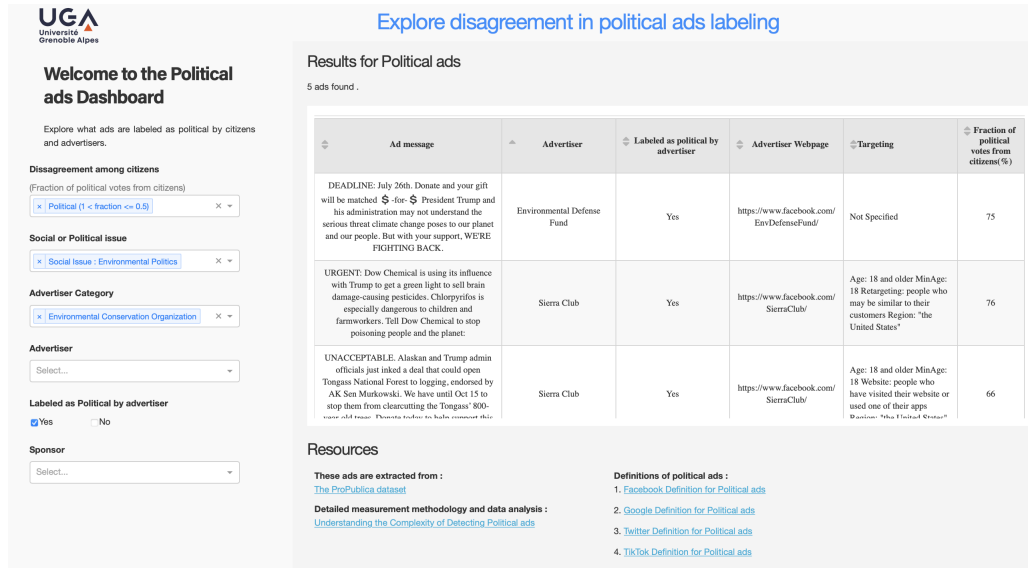 UGA
Université
Grenoble Alpes
Explore disagreement in political ads labeling
Welcome to the Political
ads Dashboard
Explore what ads are labeled as political by citizens
and advertisers.
Dissagreement among citizens
(Fraction of political votes from citizens)
× Political (1 < fraction <= 0.5) ×
Social or Political issue
× Social Issue : Environmental Politics ×
Advertiser Category
× Environmental Conservation Organization ×
Advertiser
Select...
Labeled as Political by advertiser
Yes No
Sponsor
Select...
Results for Political ads
5 ads found .
Ad message
Advertiser
Labeled as political by
advertiser
Advertiser Webpage
Targeting
Fraction of
political
votes from
citizens(%)
DEADLINE: July 26th. Donate and your gift
will be matched $ -for- $ President Trump and
his administration may not understand the
serious threat climate change poses to our planet
and our people. But with your support, WE'RE
FIGHTING BACK.
Environmental Defense
Fund
Yes
https://www.facebook.com/
EnvDefenseFund/
Not Specified
75
URGENT: Dow Chemical is using its influence
with Trump to get a green light to sell brain
damage-causing pesticides. Chlorpyrifos is
especially dangerous to children and
farmworkers. Tell Dow Chemical to stop
poisoning people and the planet:
Sierra Club
Yes
https://www.facebook.com/
SierraClub/
Age: 18 and older MinAge:
18 Retargeting: people who
may be similar to their
customers Region: "the
United States"
76
UNACCEPTABLE. Alaskan and Trump admin
officials just inked a deal that could open
Tongass National Forest to logging, endorsed by
AK Sen Murkowski. We have until Oct 15 to
stop them from clearcutting the Tongass' 800-
year old trees. Donate today to help support this
Sierra Club
Yes
https://www.facebook.com/
SierraClub/
Age: 18 and older MinAge:
18 Website: people who
have visited their website or
used one of their apps
Region: "the United States"
66
Resources
These ads are extracted from :
The ProPublica dataset
Detailed measurement methodology and data analysis :
Understanding the Complexity of Detecting Political ads
Definitions of political ads :
1. Facebook Definition for Political ads
2. Google Definition for Political ads
3. Twitter Definition for Political ads
4. TikTok Definition for Political ads